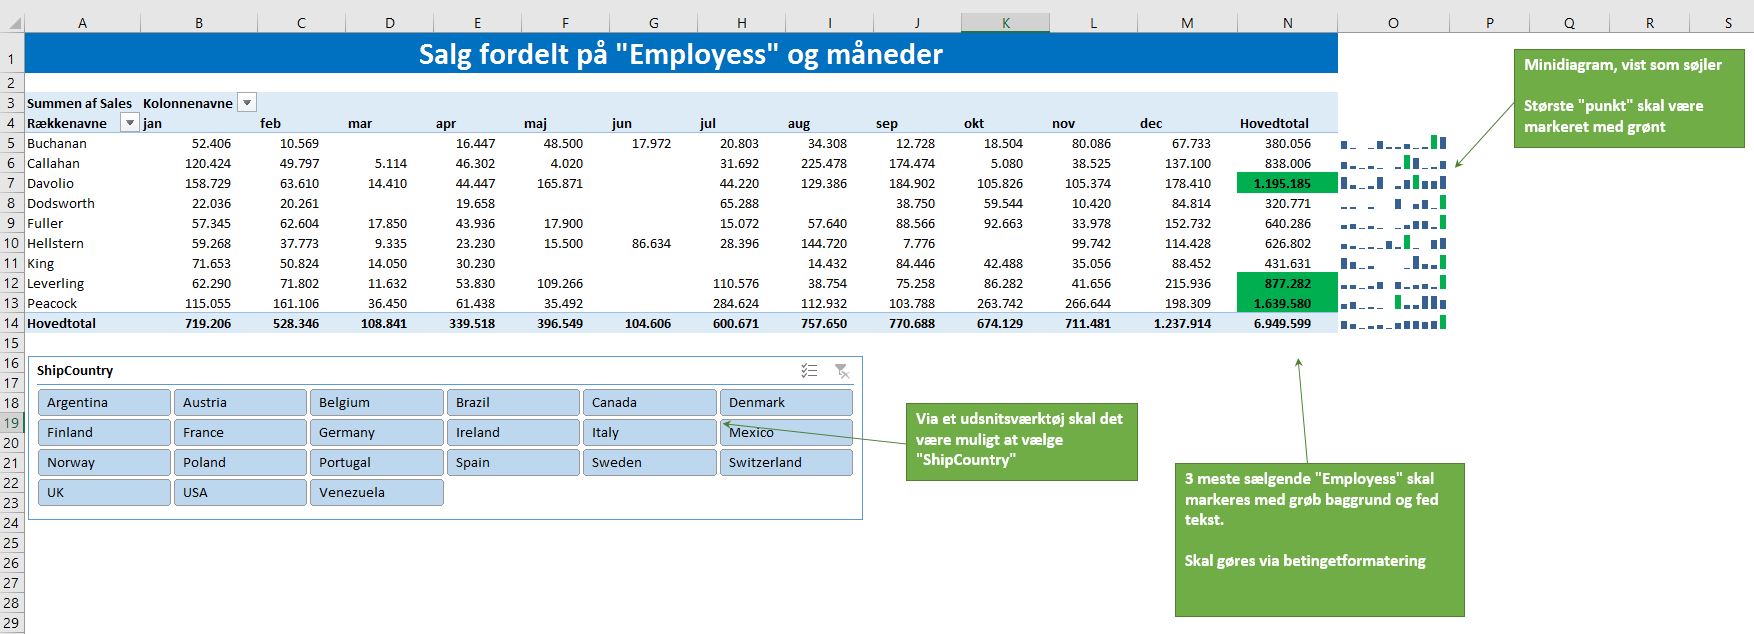 A B C D E F G H I J K L M N O P Q R S
1 Salg fordelt på "Employess" og måneder
2
3 Summen af Sales Kolonnenavne
4 Rækkenavne jan feb mar apr maj jun jul aug sep okt nov dec Hovedtotal
5 Buchanan 52.406 10.569 16.447 48.500 17.972 20.803 34.308 12.728 18.504 80.086 67.733 380.056
6 Callahan 120.424 49.797 5.114 46.302 4.020 31.692 225.478 174.474 5.080 38.525 137.100 838.006
7 Davolio 158.729 63.610 14.410 44.447 165.871 44.220 129.386 184.902 105.826 105.374 178.410 1.195.185
8 Dodsworth 22.036 20.261 19.658 65.288 38.750 59.544 10.420 84.814 320.771
9 Fuller 57.345 62.604 17.850 43.936 17.900 15.072 57.640 88.566 92.663 33.978 152.732 640.286
10 Hellstern 59.268 37.773 9.335 23.230 15.500 86.634 28.396 144.720 7.776 99.742 114.428 626.802
11 King 71.653 50.824 14.050 30.230 14.432 84.446 42.488 35.056 88.452 431.631
12 Leverling 62.290 71.802 11.632 53.830 109.266 110.576 38.754 75.258 86.282 41.656 215.936 877.282
13 Peacock 115.055 161.106 36.450 61.438 35.492 284.624 112.932 103.788 263.742 266.644 198.309 1.639.580
14 Hovedtotal 719.206 528.346 108.841 339.518 396.549 104.606 600.671 757.650 770.688 674.129 711.481 1.237.914 6.949.599
15
16
17
18
19
20
21
22
23
24
25
26
27
28
29
Minidiagram, vist som søjler
Største "punkt" skal være
markeret med grønt
ShipCountry
Argentina Austria Belgium Brazil Canada Denmark
Finland France Germany Ireland Italy Mexico
Norway Poland Portugal Spain Sweden Switzerland
UK USA Venezuela
Via et udsnitsværktøj skal det
være muligt at vælge
"ShipCountry"
3 meste sælgende "Employess" skal
markeres med grøb baggrund og fed
tekst.
Skal gøres via betingetformatering